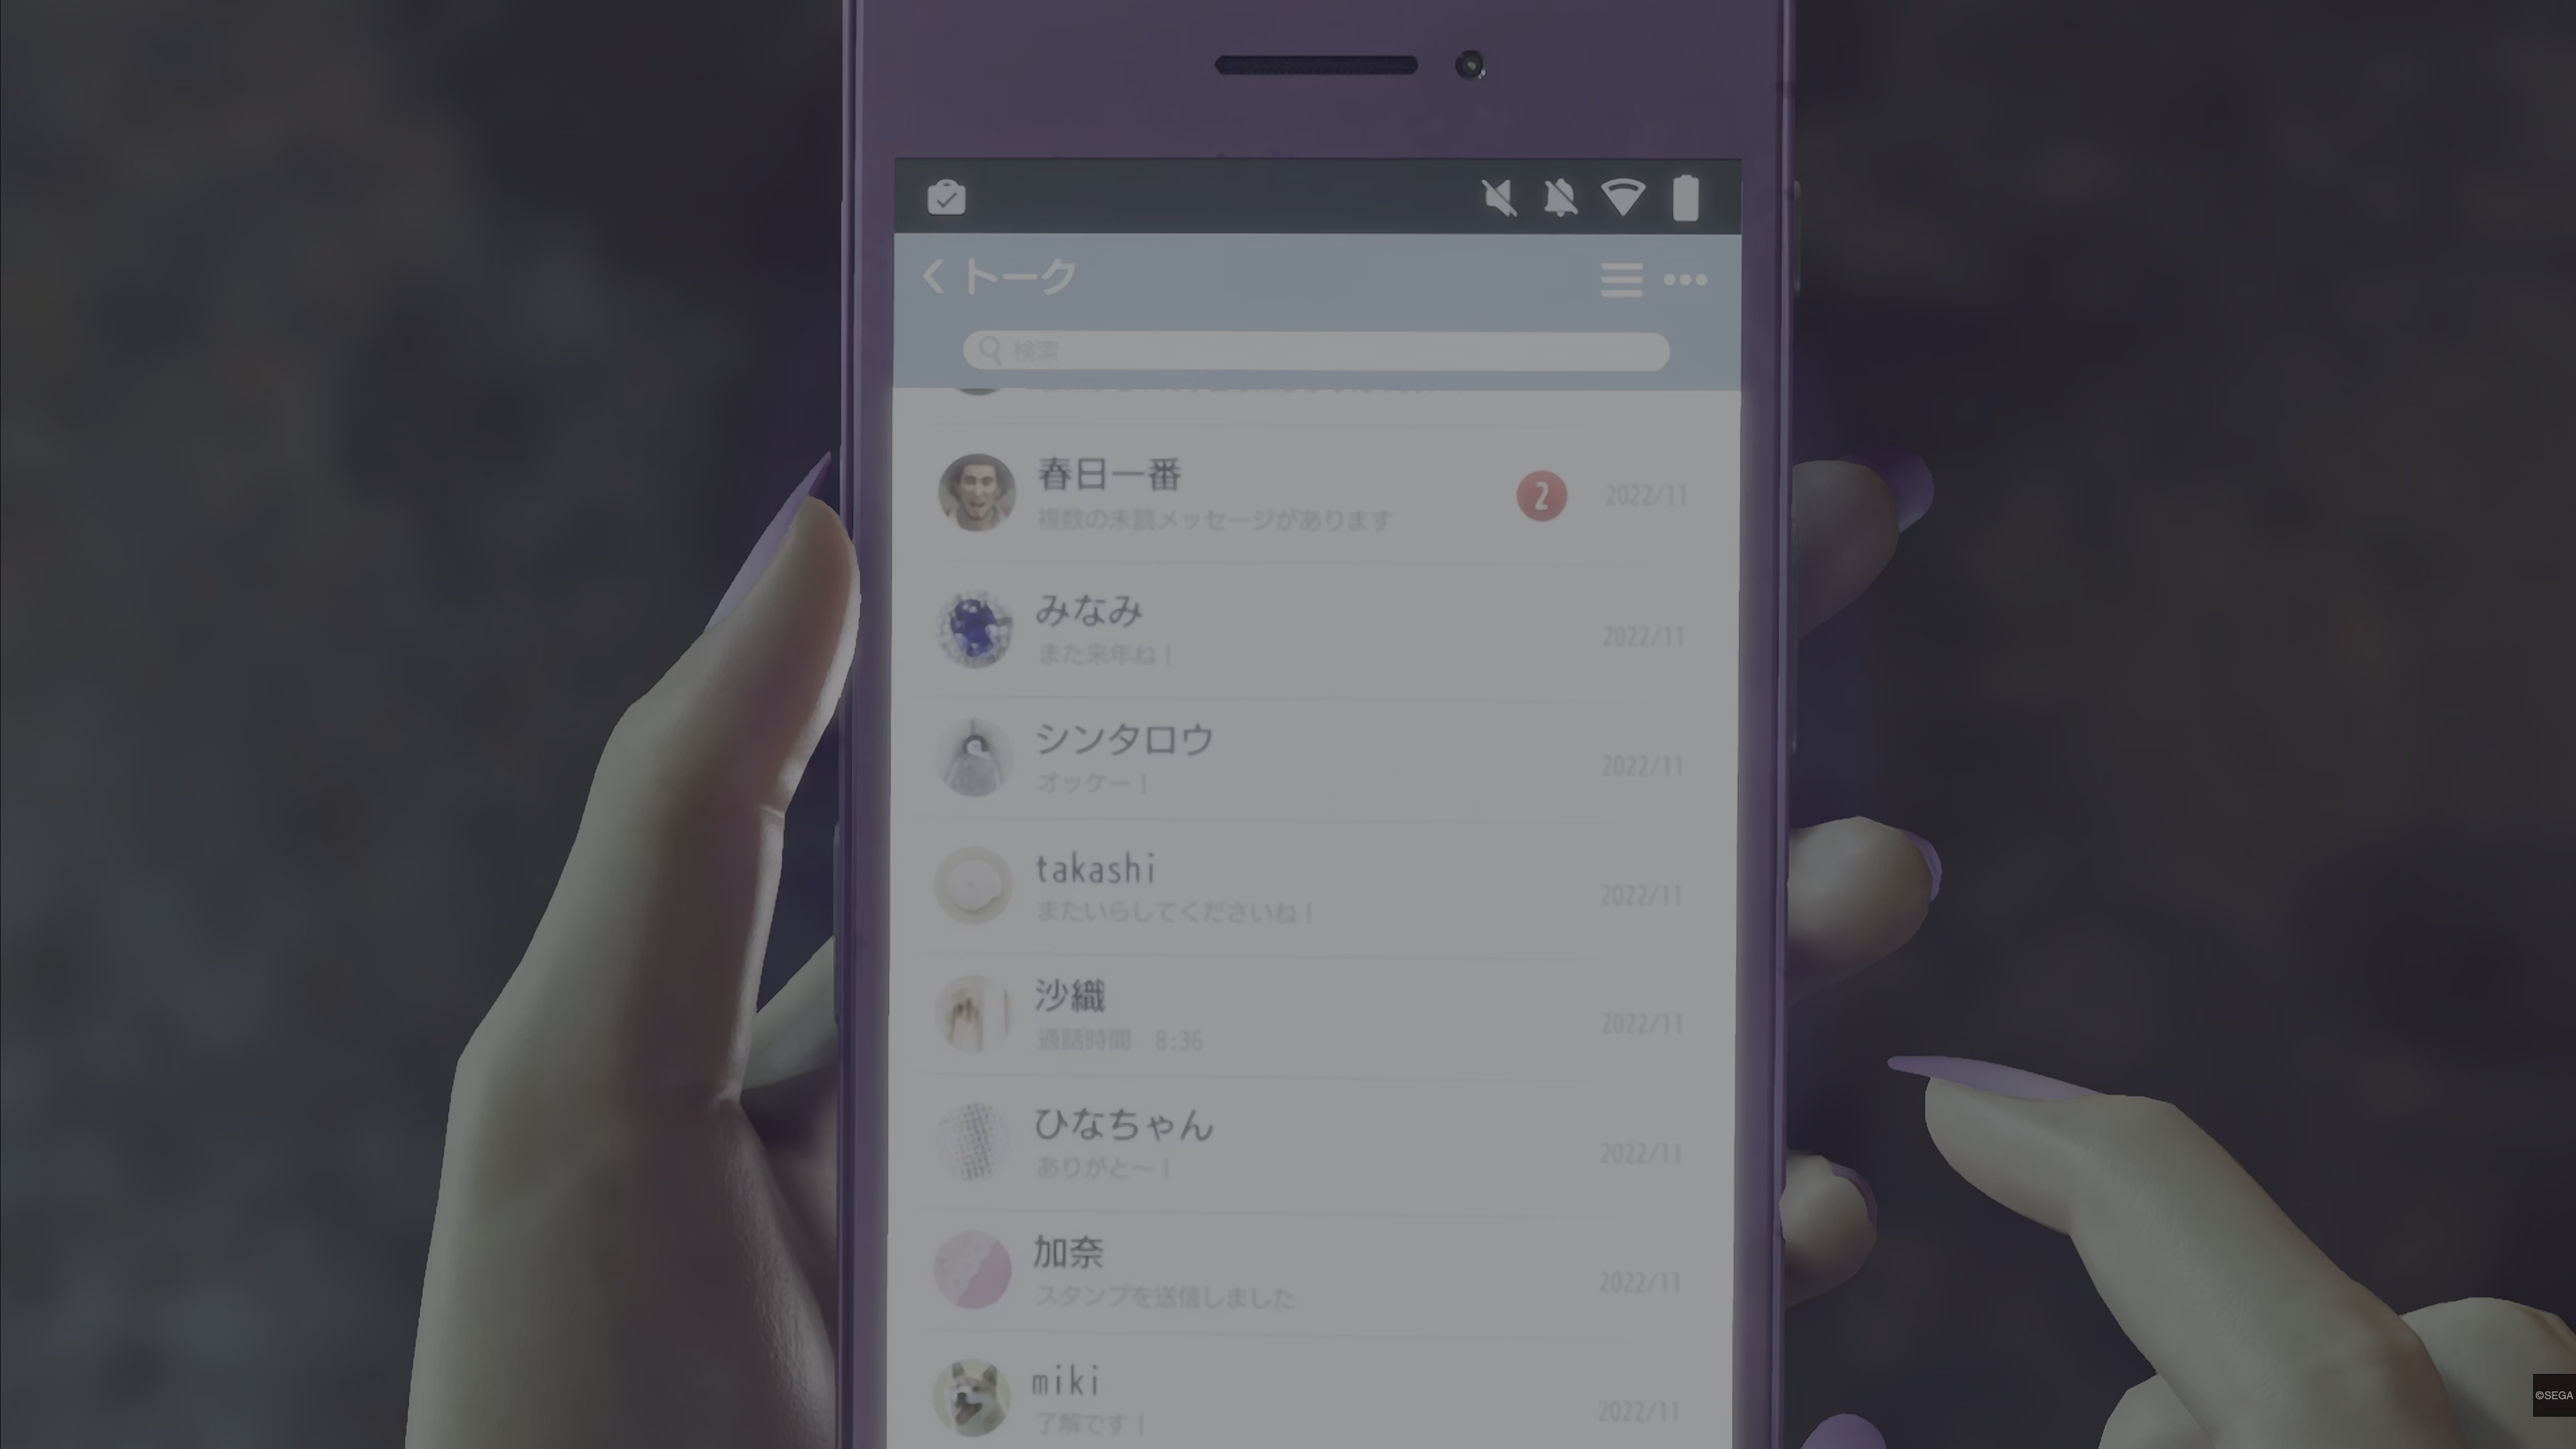 トーク
検索
春日一番
2
2022/11
複数の未読メッセージがあります
みなみ
2022/11
また来年ね！
シンタロウ
2022/11
オッケー！
takashi
2022/11
またいらしてくださいね！
沙織
2022/11
通話時間 8:36
ひなちゃん
2022/11
ありがと～！
加奈
2022/11
スタンプを送信しました
miki
2022/11
了解です！
©SEGA